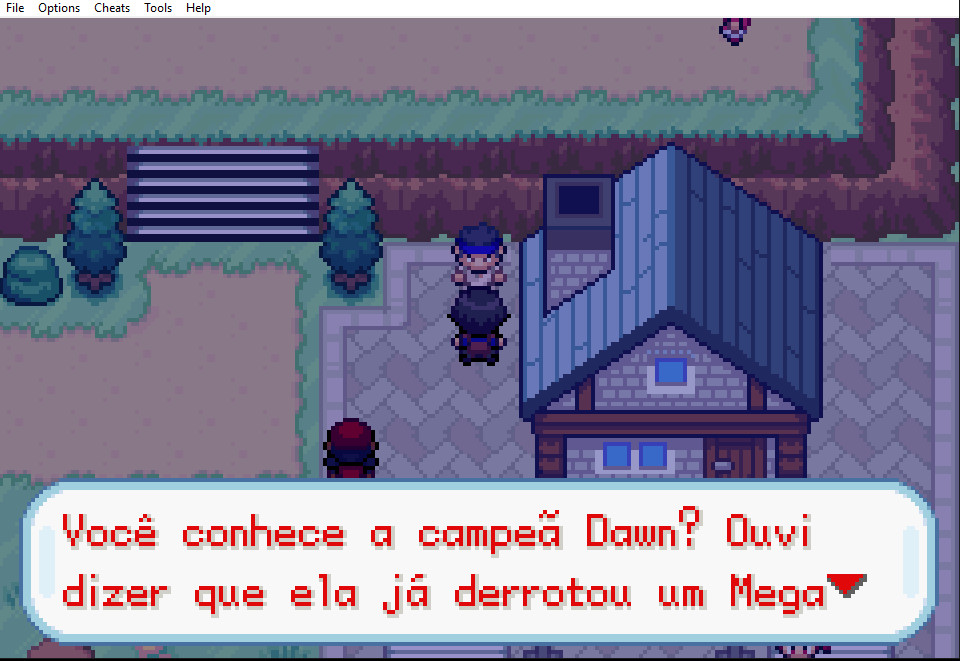 File Options Cheats Tools Help
Você conhece a campeã Dawn? Ouvi
dizer que ela já derrotou um Mega